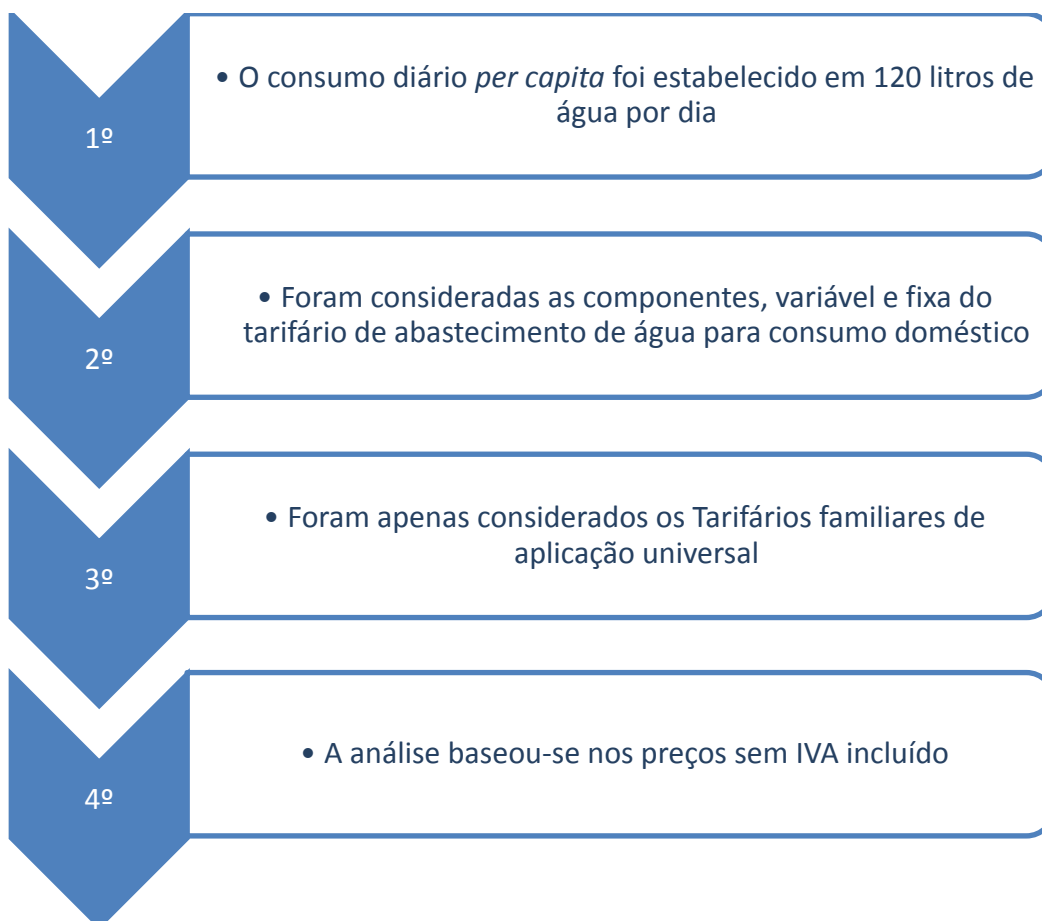 1º
• O consumo diário per capita foi estabelecido em 120 litros de
água por dia
2º
• Foram consideradas as componentes, variável e fixa do
tarifário de abastecimento de água para consumo doméstico
3º
• Foram apenas considerados os Tarifários familiares de
aplicação universal
4º
• A análise baseou-se nos preços sem IVA incluído